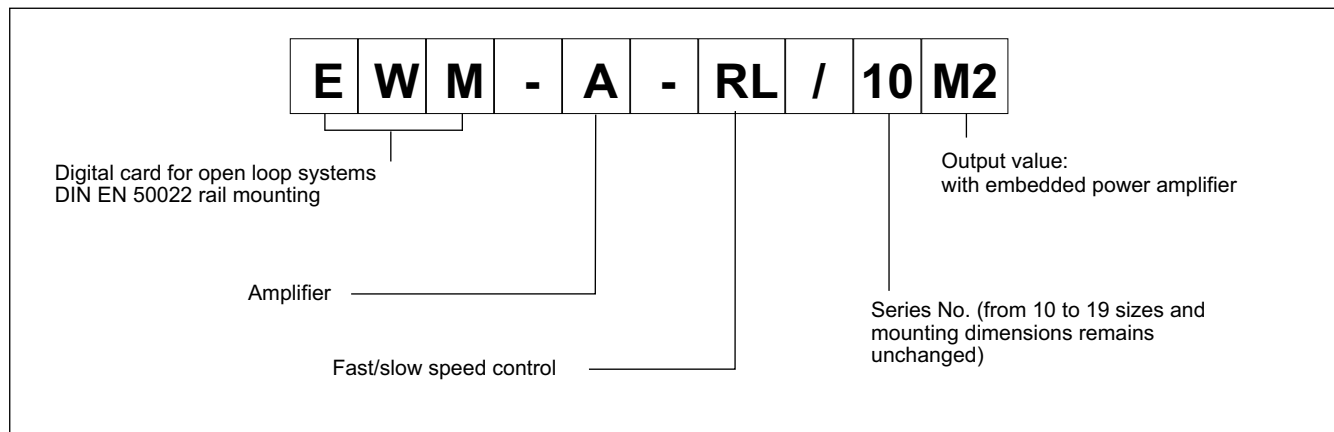 E W M - A - RL / 10 M2
Digital card for open loop systems
DIN EN 50022 rail mounting
Output value:
with embedded power amplifier
Amplifier
Series No. (from 10 to 19 sizes and
mounting dimensions remains
unchanged)
Fast/slow speed control